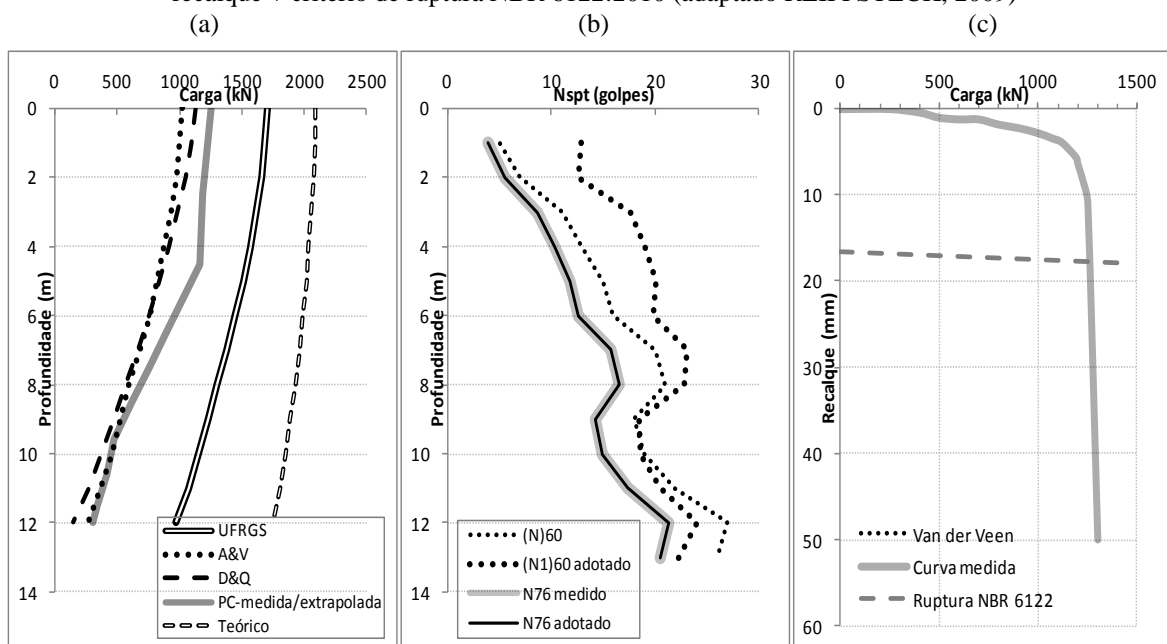 recalque v critério de ruptura NBR 6122:2010 (adaptado KEHFSTECH, 2009)
(a) (b) (c)
0 500 1000 1500 2000 2500
Carga (kN)
0
2
4
6
8
10
12
14
Profundidade (m)
UFRGS
A&V
D&Q
PC-medida/extrapolada
Teórico
0 10 20 30
Nspt (golpes)
0
2
4
6
8
10
12
14
Profundidade (m)
(N)60
(N1)60 adotado
N76 medido
N76 adotado
0 500 1000 1500
Carga (kN)
0
10
20
30
40
50
60
Recalque (mm)
Van der Veen
Curva medida
Ruptura NBR 6122